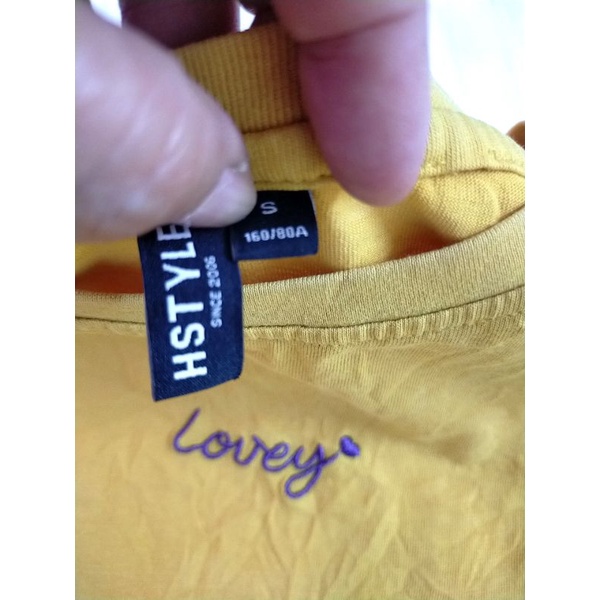 S
160/80A
HSTYLE
SINCE 2006
Lovey